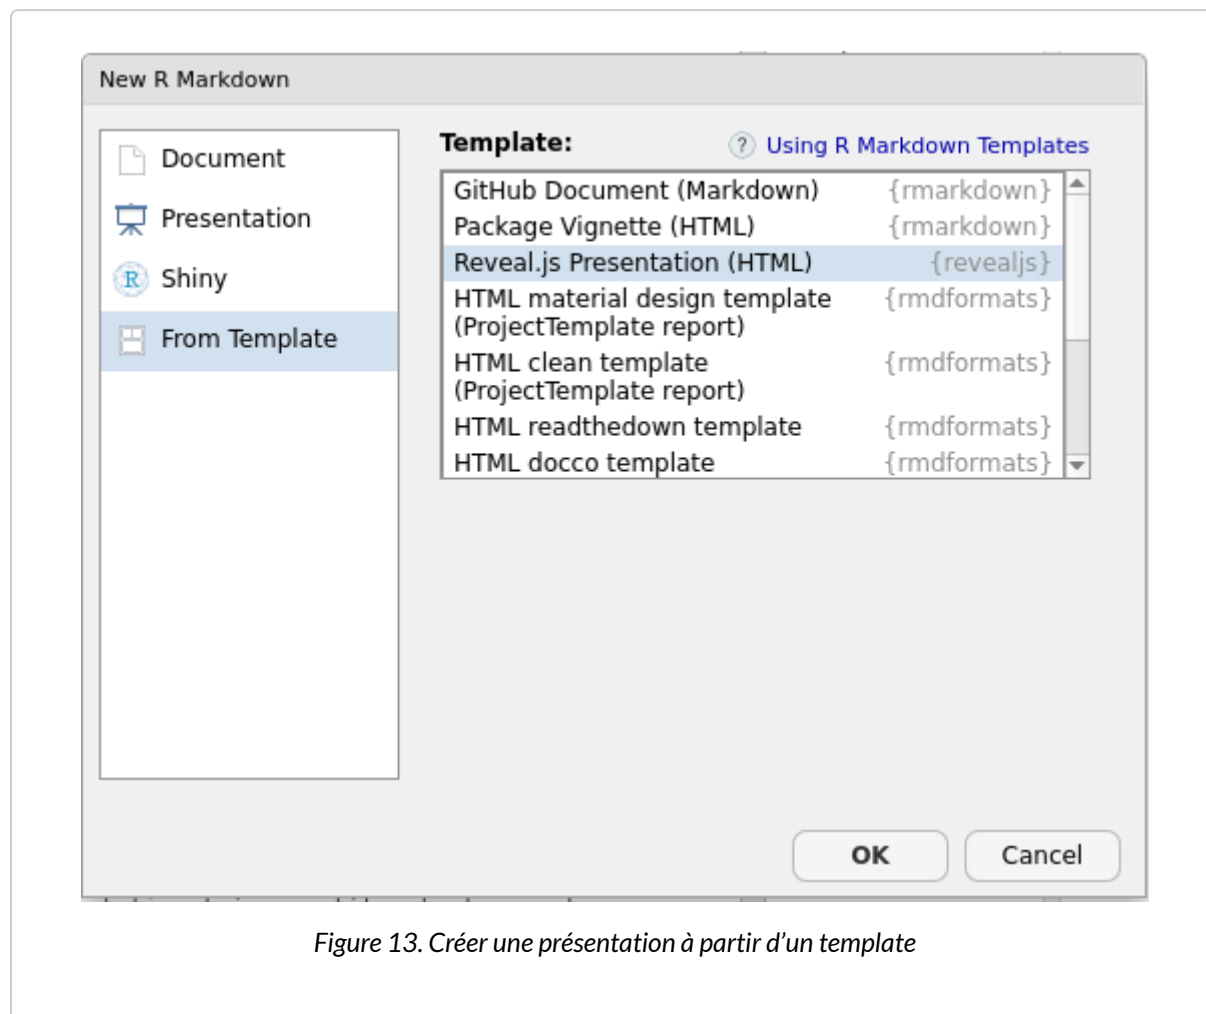 New R Markdown
Document
Presentation
Shiny
From Template
Template:
? Using R Markdown Templates
GitHub Document (Markdown) {rmarkdown}
Package Vignette (HTML) {rmarkdown}
Reveal.js Presentation (HTML) {revealjs}
HTML material design template {rmdformats}
(ProjectTemplate report)
HTML clean template {rmdformats}
(ProjectTemplate report)
HTML readthedown template {rmdformats}
HTML docco template {rmdformats}
OK Cancel
Figure 13. Créer une présentation à partir d’un template